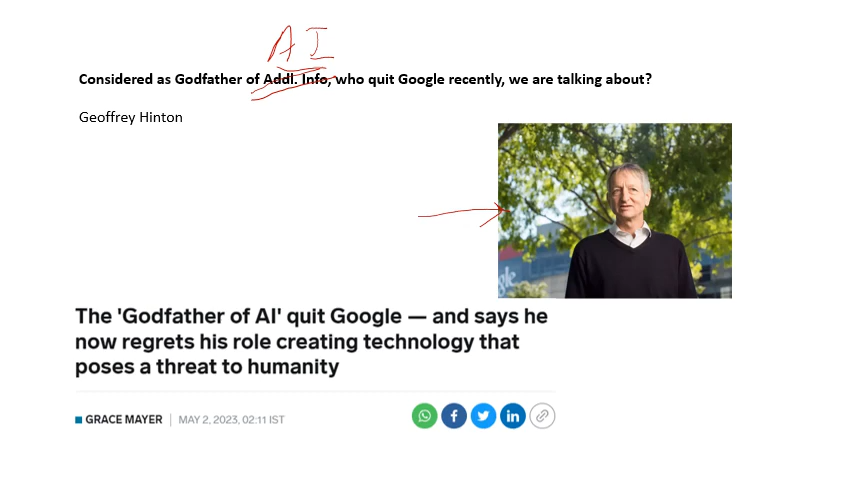 A I
Considered as Godfather of Addl. Info, who quit Google recently, we are talking about?
Geoffrey Hinton
gle
The 'Godfather of AI' quit Google — and says he
now regrets his role creating technology that
poses a threat to humanity
GRACE MAYER | MAY 2, 2023, 02:11 IST